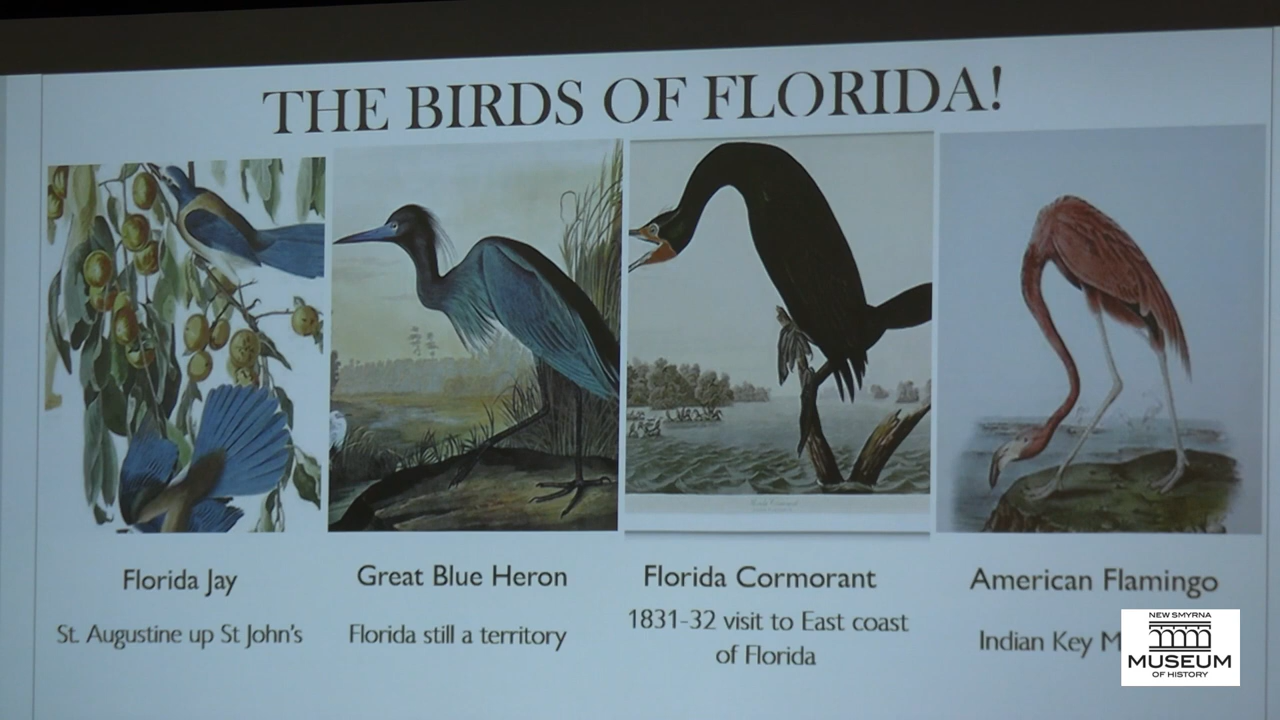 THE BIRDS OF FLORIDA!
Florida Jay
St. Augustine up St John's
Great Blue Heron
Florida still a territory
Florida Cormorant
1831-32 visit to East coast
of Florida
American Flamingo
Indian Key
NEW SMYRNA
MUSEUM
OF HISTORY